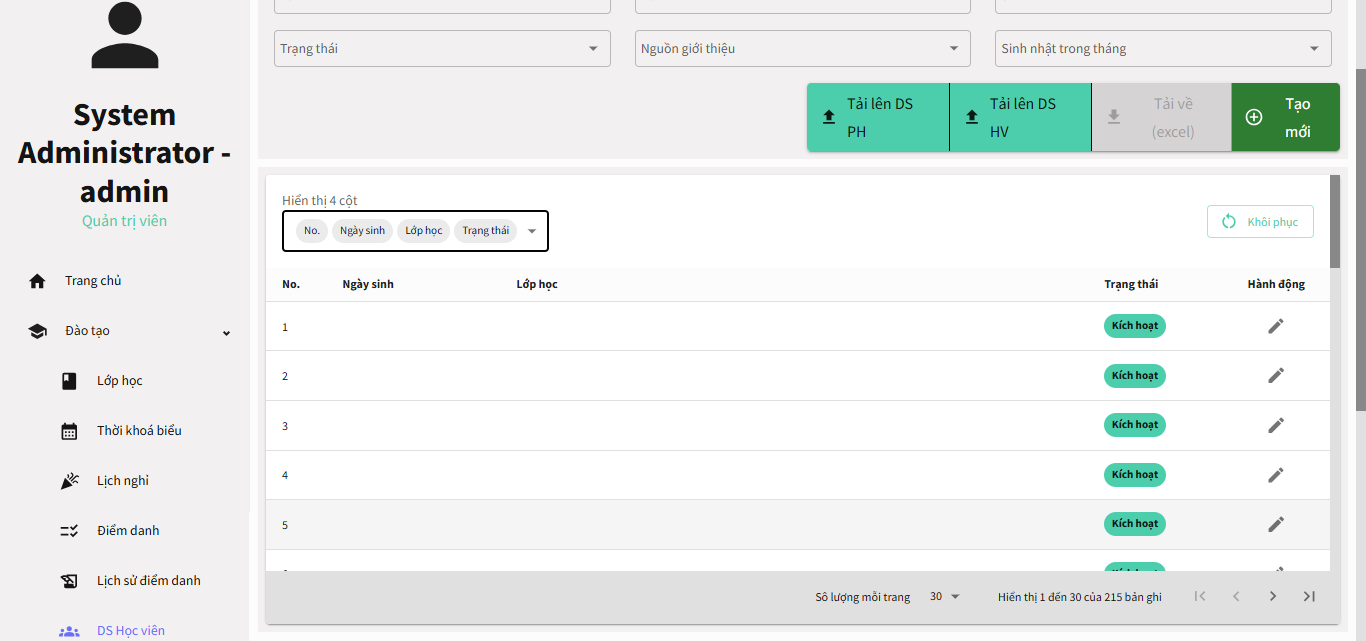 System
Administrator -
admin
Quản trị viên
Trang chủ
Đào tạo
Lớp học
Thời khoá biểu
Lịch nghỉ
Điểm danh
Lịch sử điểm danh
DS Học viên
Trạng thái
Nguồn giới thiệu
Sinh nhật trong tháng
Tải lên DS
PH
Tải lên DS
HV
Tải về
(excel)
Tạo
mới
Hiển thị 4 cột
No. Ngày sinh Lớp học Trạng thái
Khôi phục
No. Ngày sinh Lớp học Trạng thái Hành động
1 Kích hoạt
2 Kích hoạt
3 Kích hoạt
4 Kích hoạt
5 Kích hoạt
Số lượng mỗi trang 30 Hiển thị 1 đến 30 của 215 bản ghi